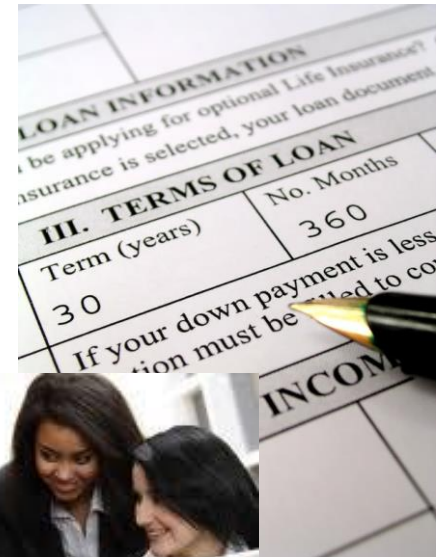 LOAN INFORMATION
be applying for optional Life Insurance?
insurance is selected, your loan document
III. TERMS OF LOAN
Term (years)
No. Months
30
360
If your down payment is less
must be to
INCOM